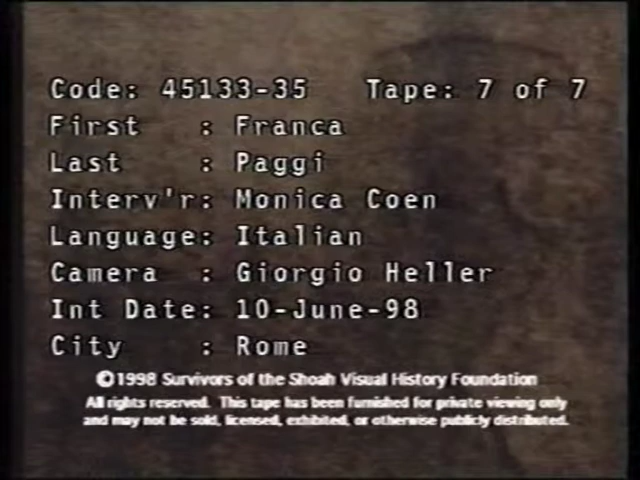 Code: 45133-35 Tape: 7 of 7
First : Franca
Last : Paggi
Interv'r: Monica Coen
Language: Italian
Camera : Giorgio Heller
Int Date: 10-June-98
City : Rome
©1998 Survivors of the Shoah Visual History Foundation
All rights reserved. This tape has been furnished for private viewing only
and may not be sold, licensed, exhibited, or otherwise publicly distributed.